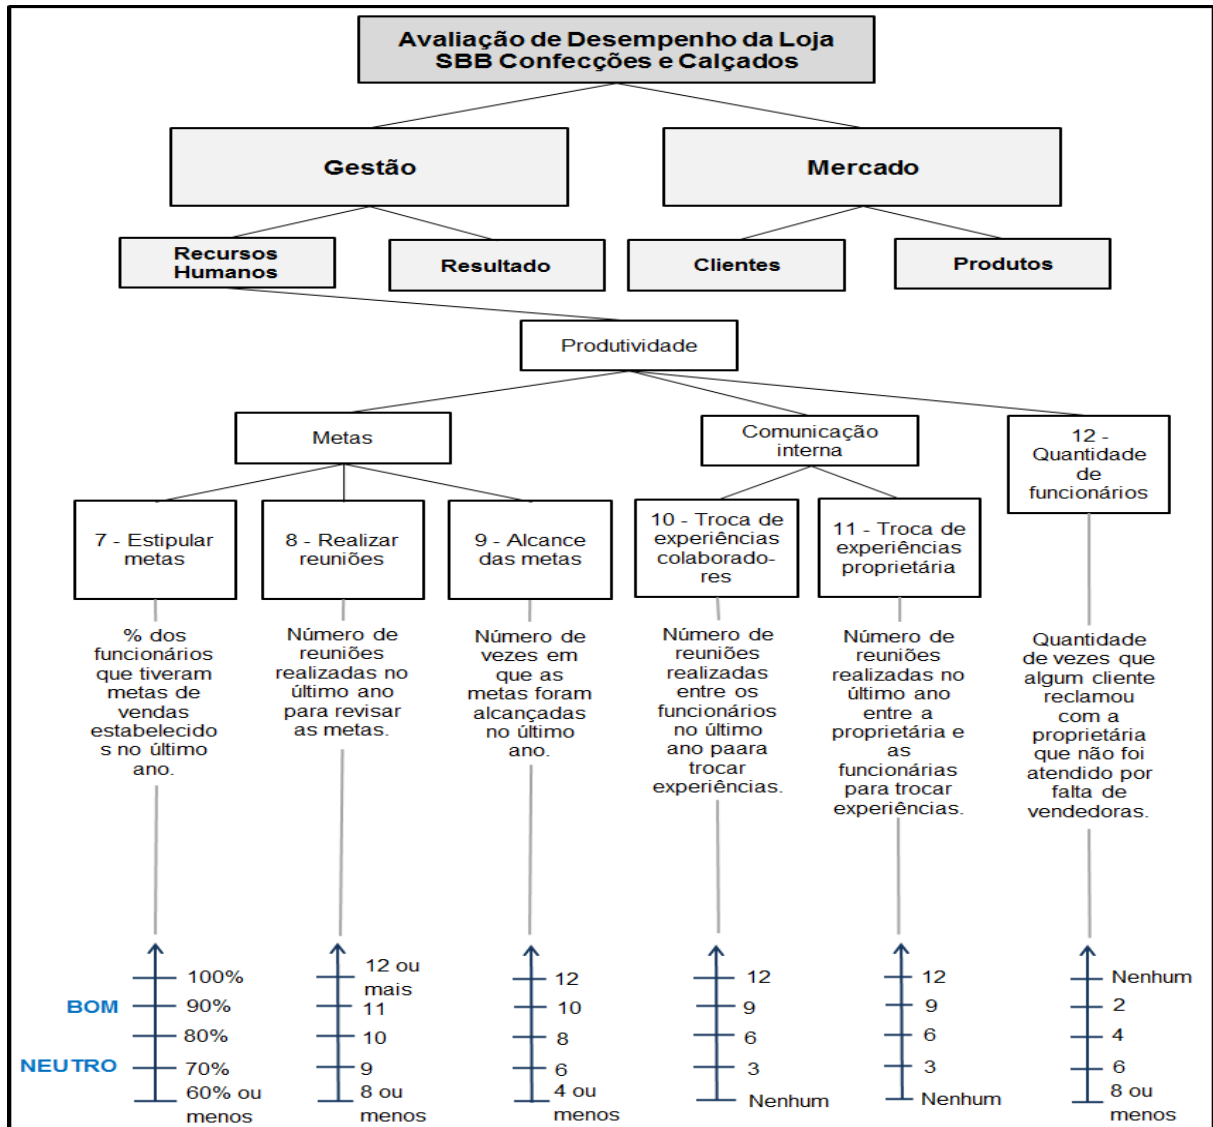 Avaliação de Desempenho da Loja
SBB Confecções e Calçados
Gestão
Mercado
Recursos
Humanos
Resultado
Clientes
Produtos
Produtividade
Metas
Comunicação
interna
12 -
Quantidade
de
funcionários
7 - Estipular
metas
8 - Realizar
reuniões
9 - Alcance
das metas
10 - Troca de
experiências
colaborado-
res
11 - Troca de
experiências
proprietária
% dos
funcionários
que tiveram
metas de
vendas
estabelecido
s no último
ano.
Número de
reuniões
realizadas no
último ano
para revisar
as metas.
Número de
vezes em
que as
metas foram
alcançadas
no último
ano.
Número de
reuniões
realizadas
entre os
funcionários
no último
ano paara
trocar
experiências.
Número de
reuniões
realizadas no
último ano
entre a
proprietária e
as
funcionárias
para trocar
experiências.
Quantidade
de vezes que
algum cliente
reclamou
com a
proprietária
que não foi
atendido por
falta de
vendedoras.
BOM
NEUTRO
100%
90%
80%
70%
60% ou
menos
12 ou
mais
11
10
9
8 ou
menos
12
10
8
6
4 ou
menos
12
9
6
3
Nenhum
12
9
6
3
Nenhum
Nenhum
2
4
6
8 ou
menos